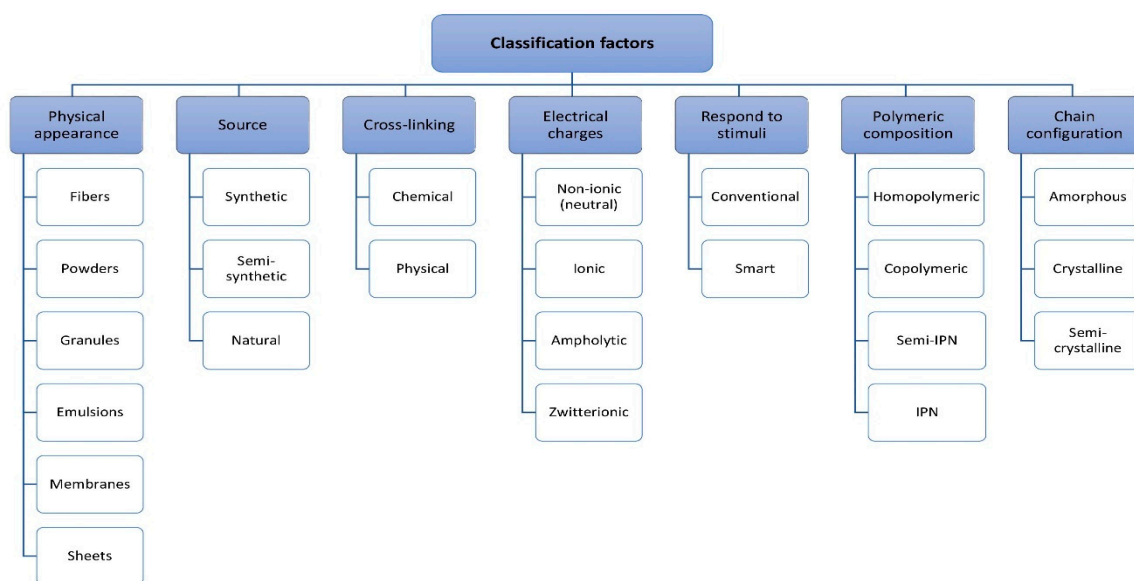 Classification factors
Physical
appearance
Fibers
Powders
Granules
Emulsions
Membranes
Sheets
Source
Synthetic
Semi-
synthetic
Natural
Cross-linking
Chemical
Physical
Electrical
charges
Non-ionic
(neutral)
Ionic
Ampholytic
Zwitterionic
Respond to
stimuli
Conventional
Smart
Polymeric
composition
Homopolymeric
Copolymeric
Semi-IPN
IPN
Chain
configuration
Amorphous
Crystalline
Semi-
crystalline